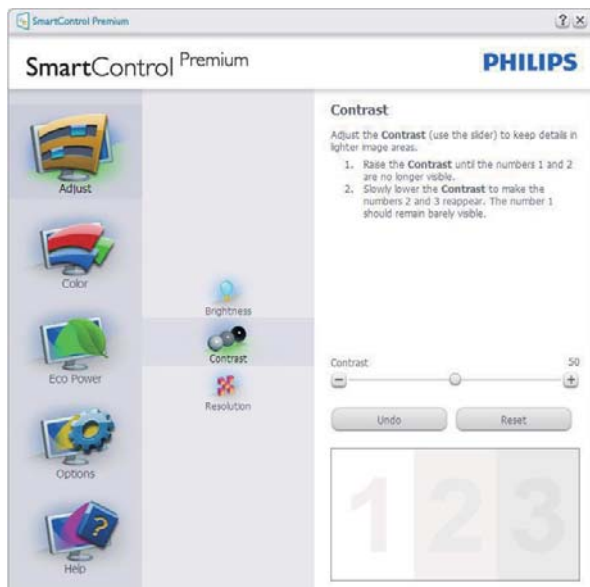 SmartControl Premium
? ×
SmartControl Premium
PHILIPS
Adjust
Color
Eco Power
Options
Help
Brightness
Contrast
Resolution
Contrast
Adjust the Contrast (use the slider) to keep details in
lighter image areas.
1. Raise the Contrast until the numbers 1 and 2
are no longer visible.
2. Slowly lower the Contrast to make the
numbers 2 and 3 reappear. The number 1
should remain barely visible.
Contrast 50
Undo Reset
1 2 3